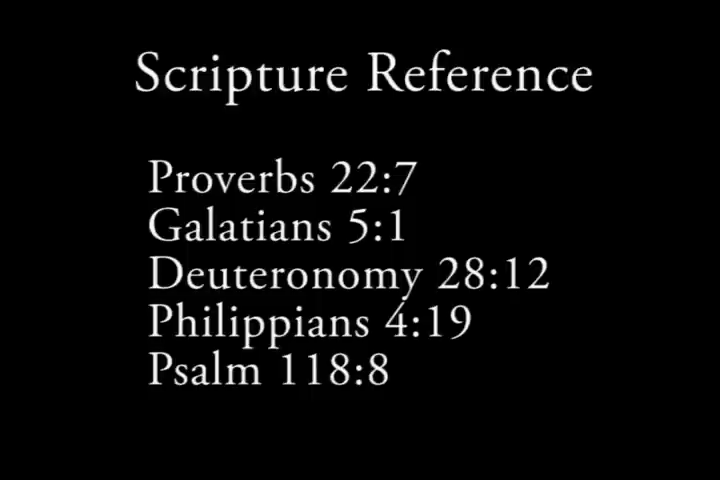 Scripture Reference
Proverbs 22:7
Galatians 5:1
Deuteronomy 28:12
Philippians 4:19
Psalm 118:8